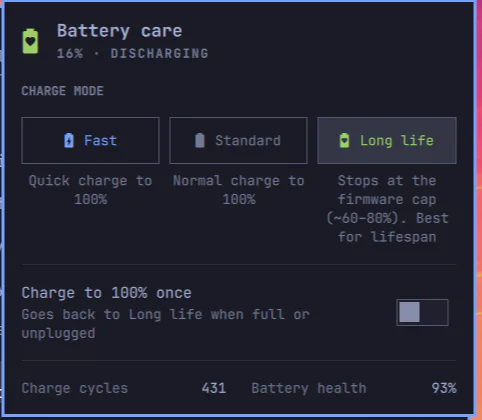 Battery care
16% · DISCHARGING
CHARGE MODE
Fast
Standard
Long life
Quick charge to
100%
Normal charge to
100%
Stops at the
firmware cap
(~60–80%). Best
for lifespan
Charge to 100% once
Goes back to Long life when full or
unplugged
Charge cycles 431 Battery health 93%